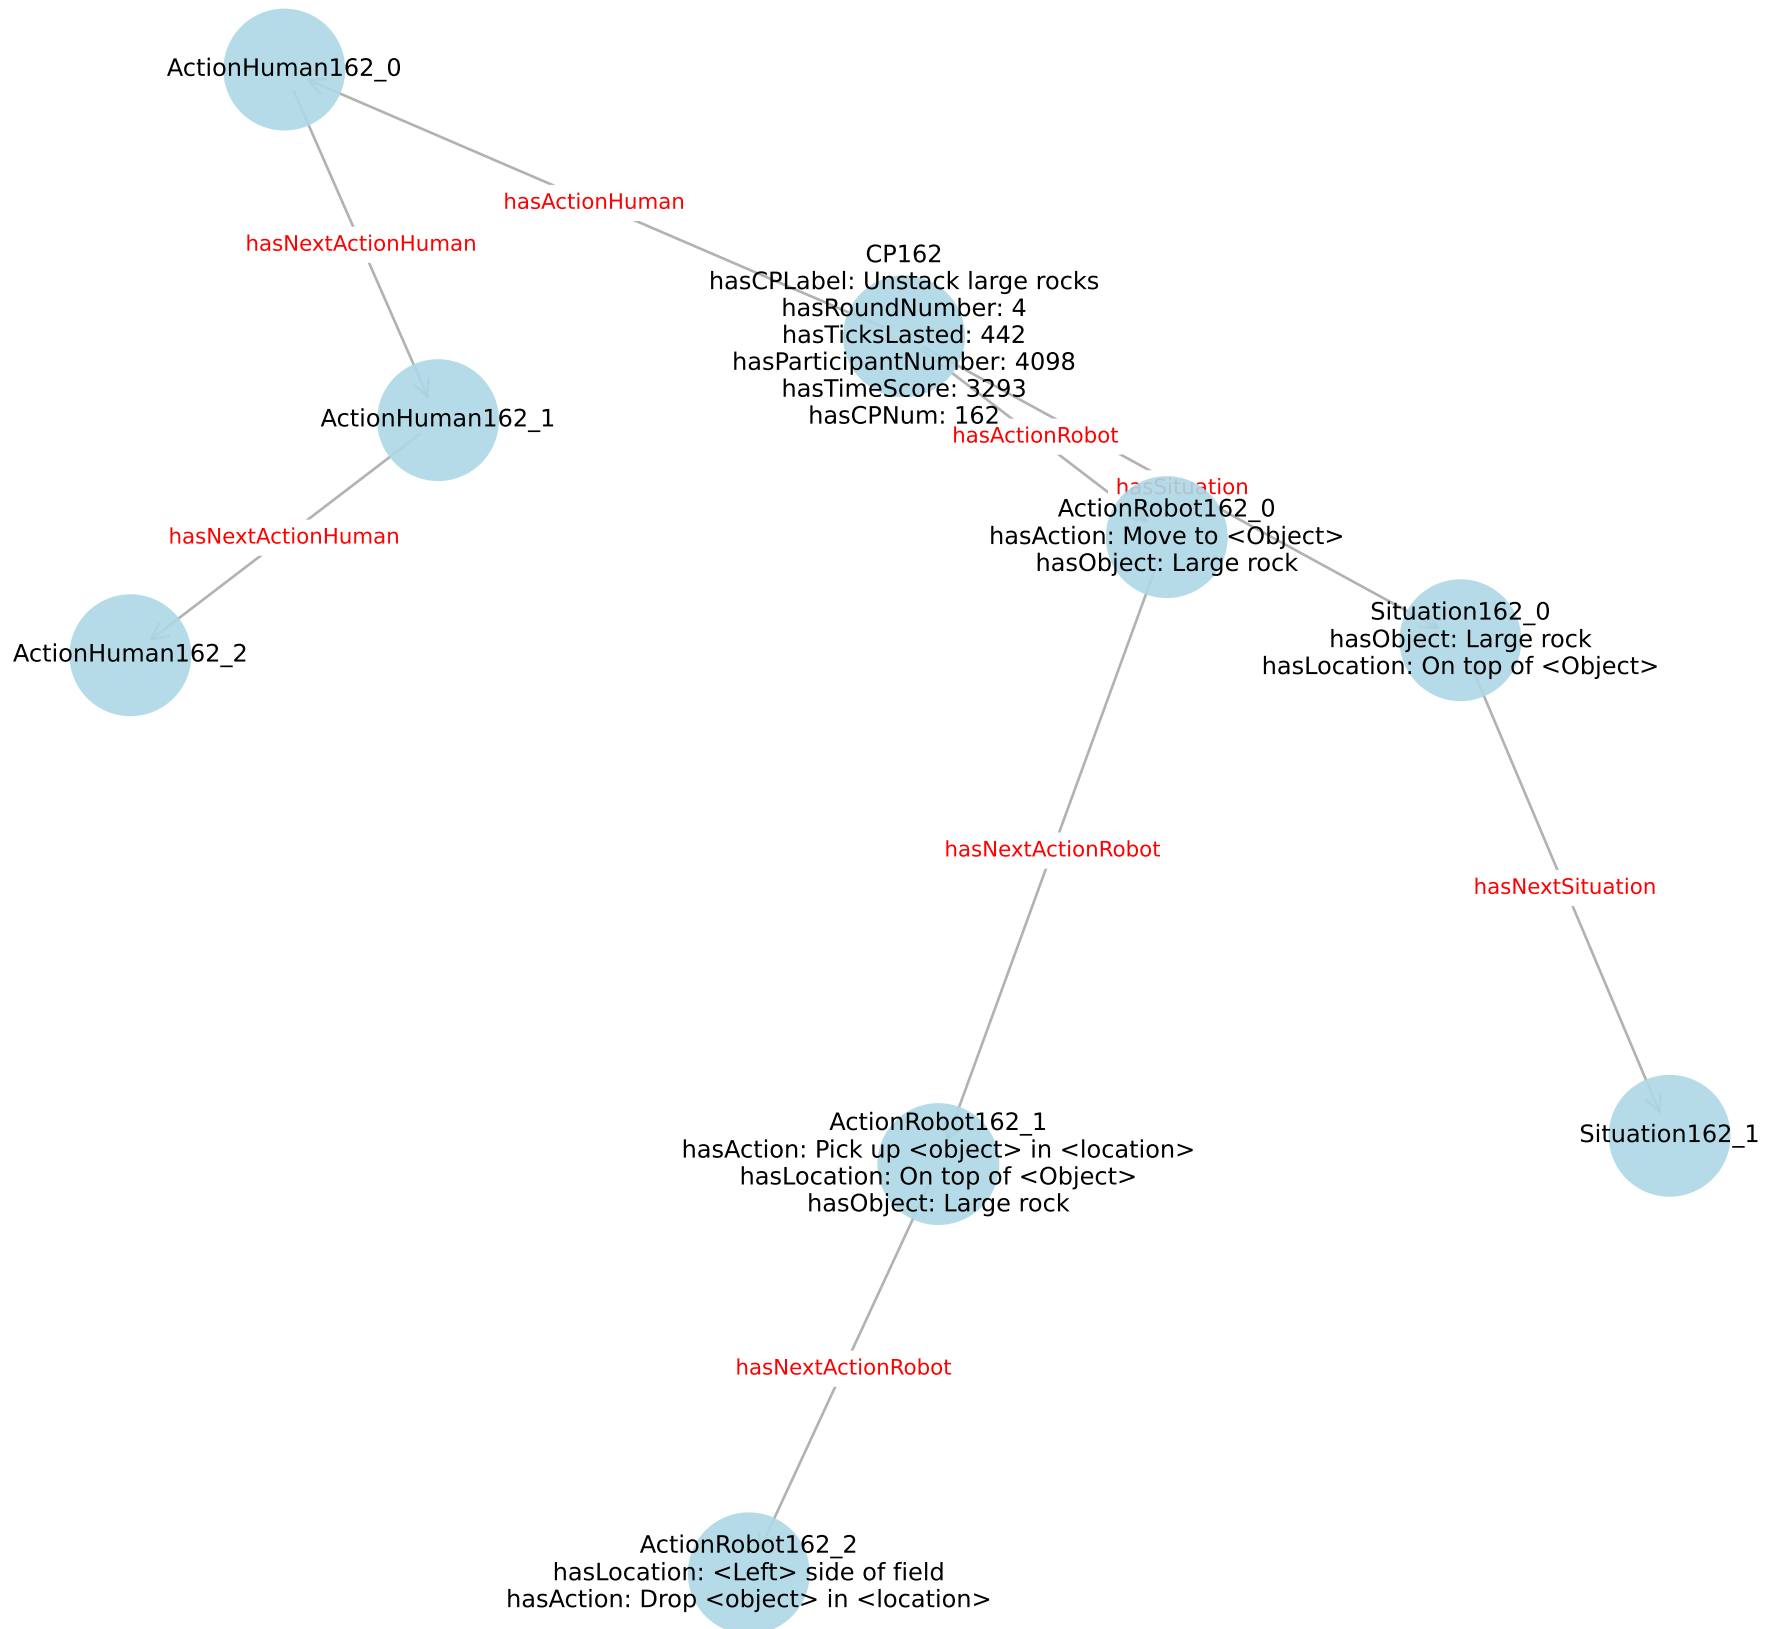 ActionHuman162_0
hasActionHuman
hasNextActionHuman
CP162
hasCPLabel: Unstack large rocks
hasRoundNumber: 4
hasTicksLasted: 442
hasParticipantNumber: 4098
hasTimeScore: 3293
hasCPNum: 162
ActionHuman162_1
hasActionRobot
hasSituation
ActionRobot162_0
hasAction: Move to <Object>
hasObject: Large rock
hasNextActionHuman
ActionHuman162_2
Situation162_0
hasObject: Large rock
hasLocation: On top of <Object>
hasNextActionRobot
hasNextSituation
ActionRobot162_1
hasAction: Pick up <object> in <location>
hasLocation: On top of <Object>
hasObject: Large rock
Situation162_1
hasNextActionRobot
ActionRobot162_2
hasLocation: <Left> side of field
hasAction: Drop <object> in <location>